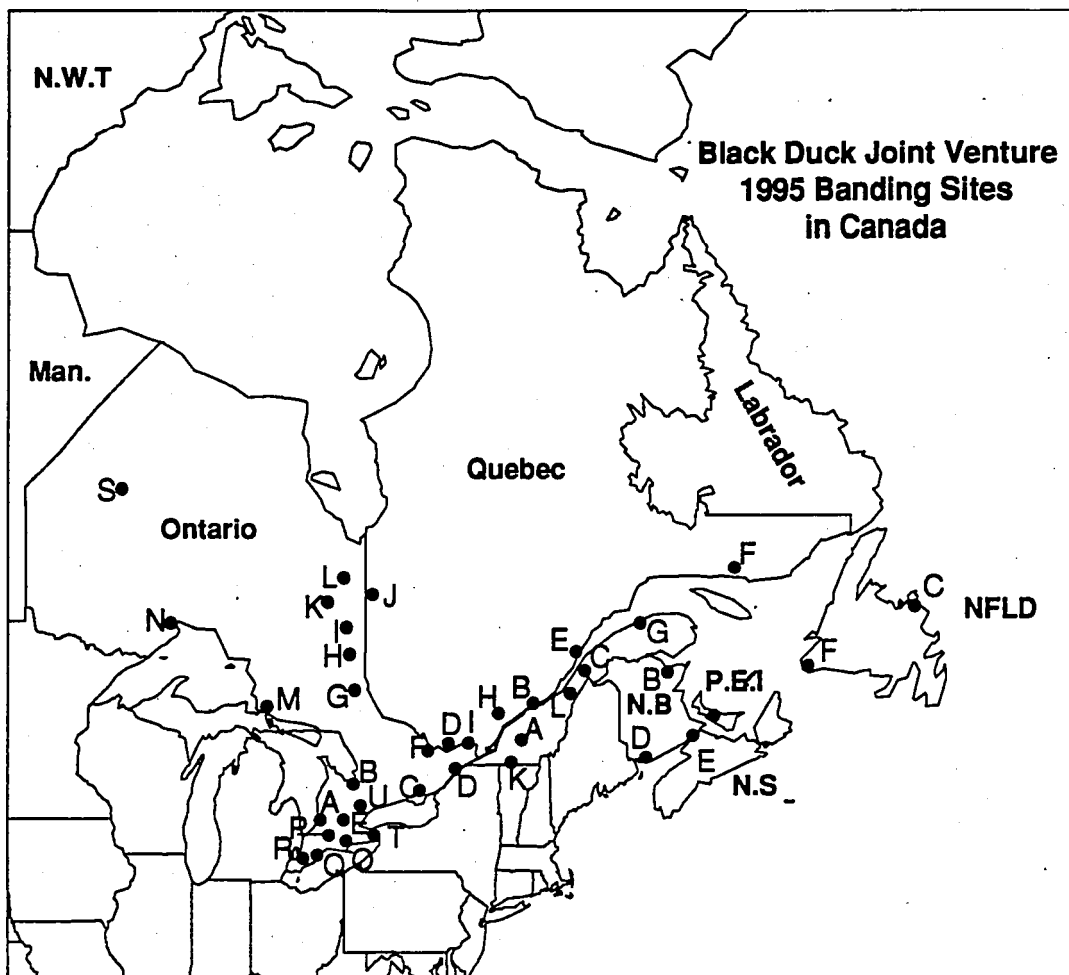 N.W.T
Black Duck Joint Venture
1995 Banding Sites
in Canada
Man.
Labrador
Quebec
S
Ontario
F
L
J
K
C
NFLD
N
I
G
E
H
C
F
B
P.E.I
G
M
H
B
L
N.B
D
I
A
F
D
E
D
K
N.S
B
C
U
A
P
E
T
R
Q
O